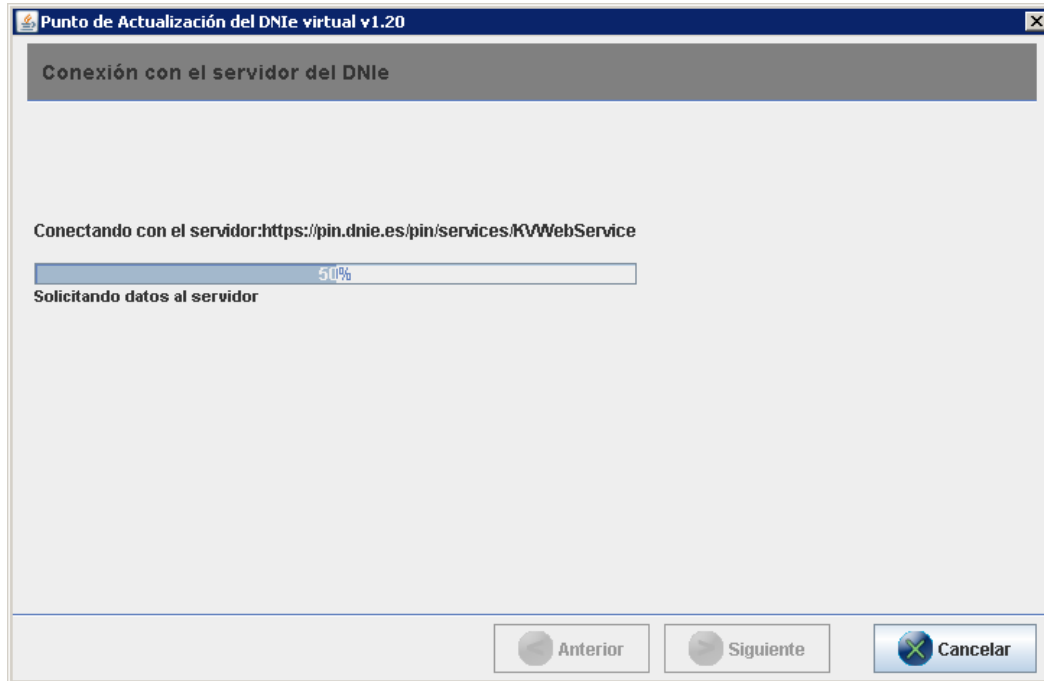 Punto de Actualización del DNIe virtual v1.20
Conexión con el servidor del DNIe
Conectando con el servidor:https://pin.dnie.es/pin/services/KVWebService
50%
Solicitando datos al servidor
Anterior
Siguiente
Cancelar